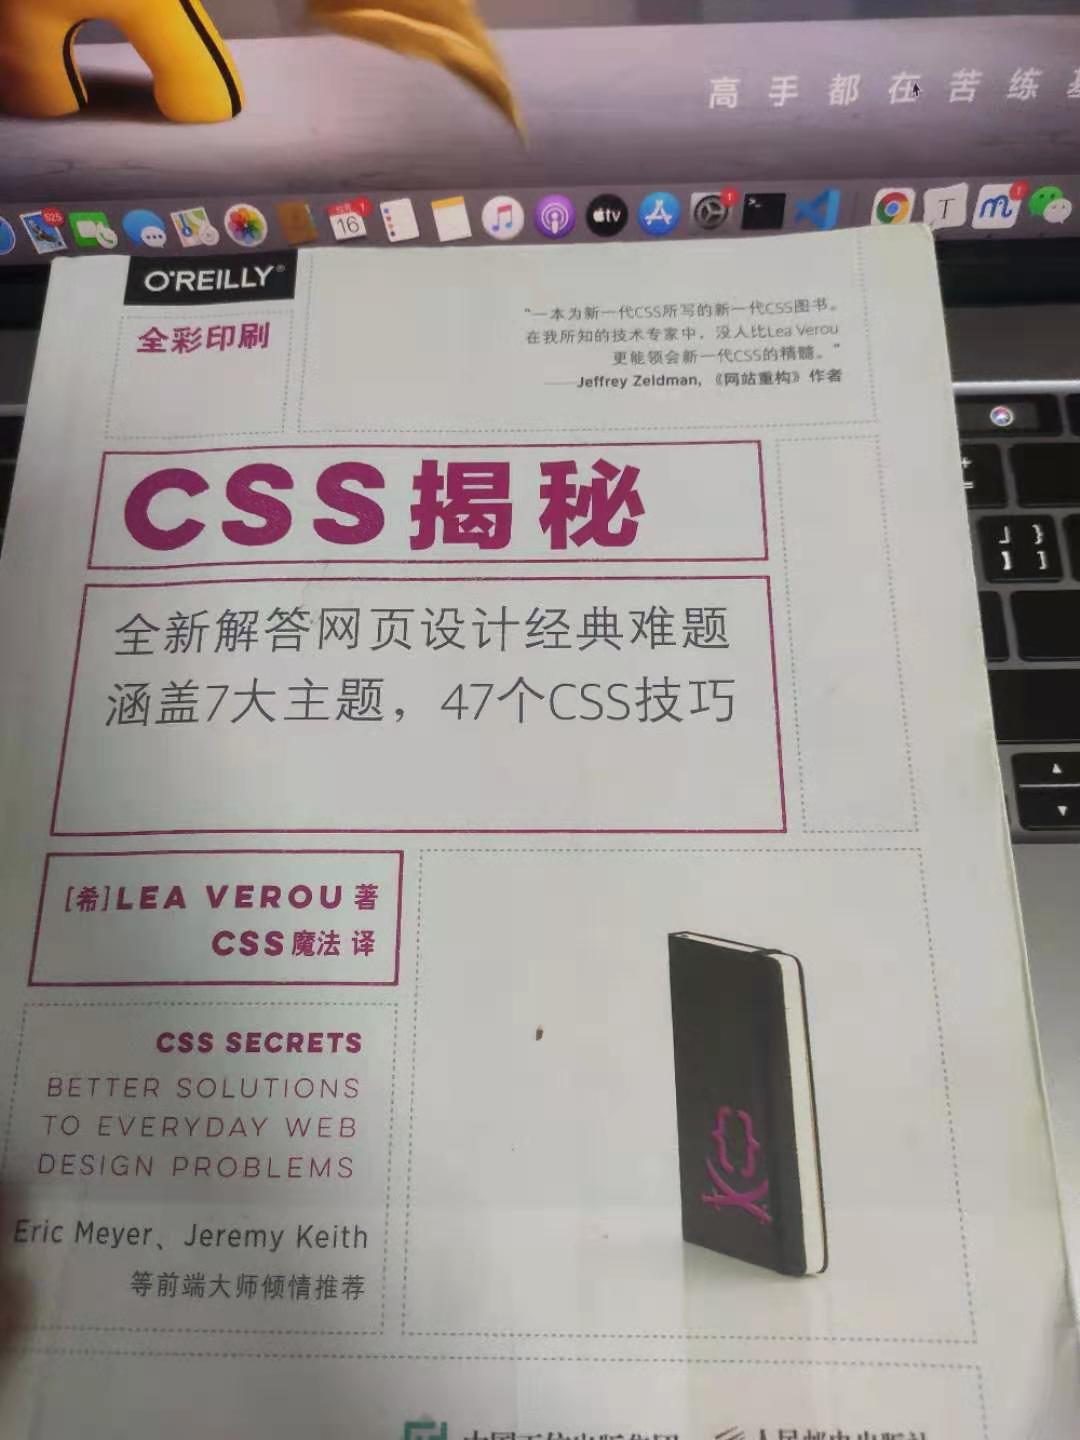 高手都在苦练
525
1
16
tv
1
T
m
1
O'REILLY®
全彩印刷
“一本为新一代CSS所写的新一代CSS图书。
在我所知的技术专家中，没人比Lea Verou
更能领会新一代CSS的精髓。”
——Jeffrey Zeldman,《网站重构》作者
CSS揭秘
全新解答网页设计经典难题
涵盖7大主题，47个CSS技巧
[希]LEA VEROU 著
CSS魔法 译
CSS SECRETS
BETTER SOLUTIONS
TO EVERYDAY WEB
DESIGN PROBLEMS
Eric Meyer、Jeremy Keith
等前端大师倾情推荐
+
=
」 }
】 ]